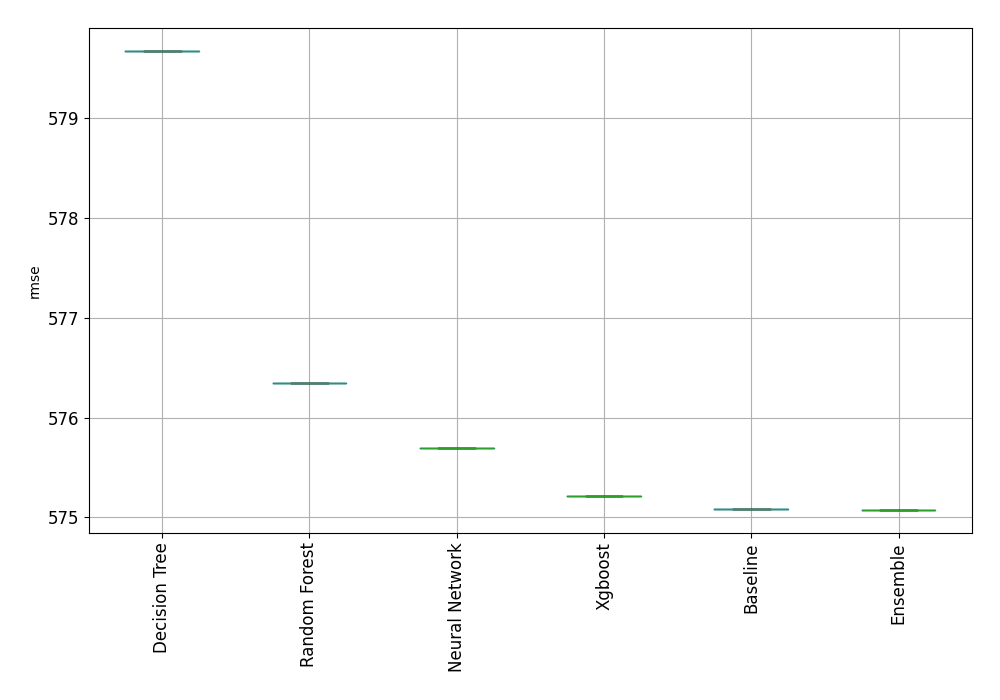 rmse
579
578
577
576
575
Decision Tree
Random Forest
Neural Network
Xgboost
Baseline
Ensemble